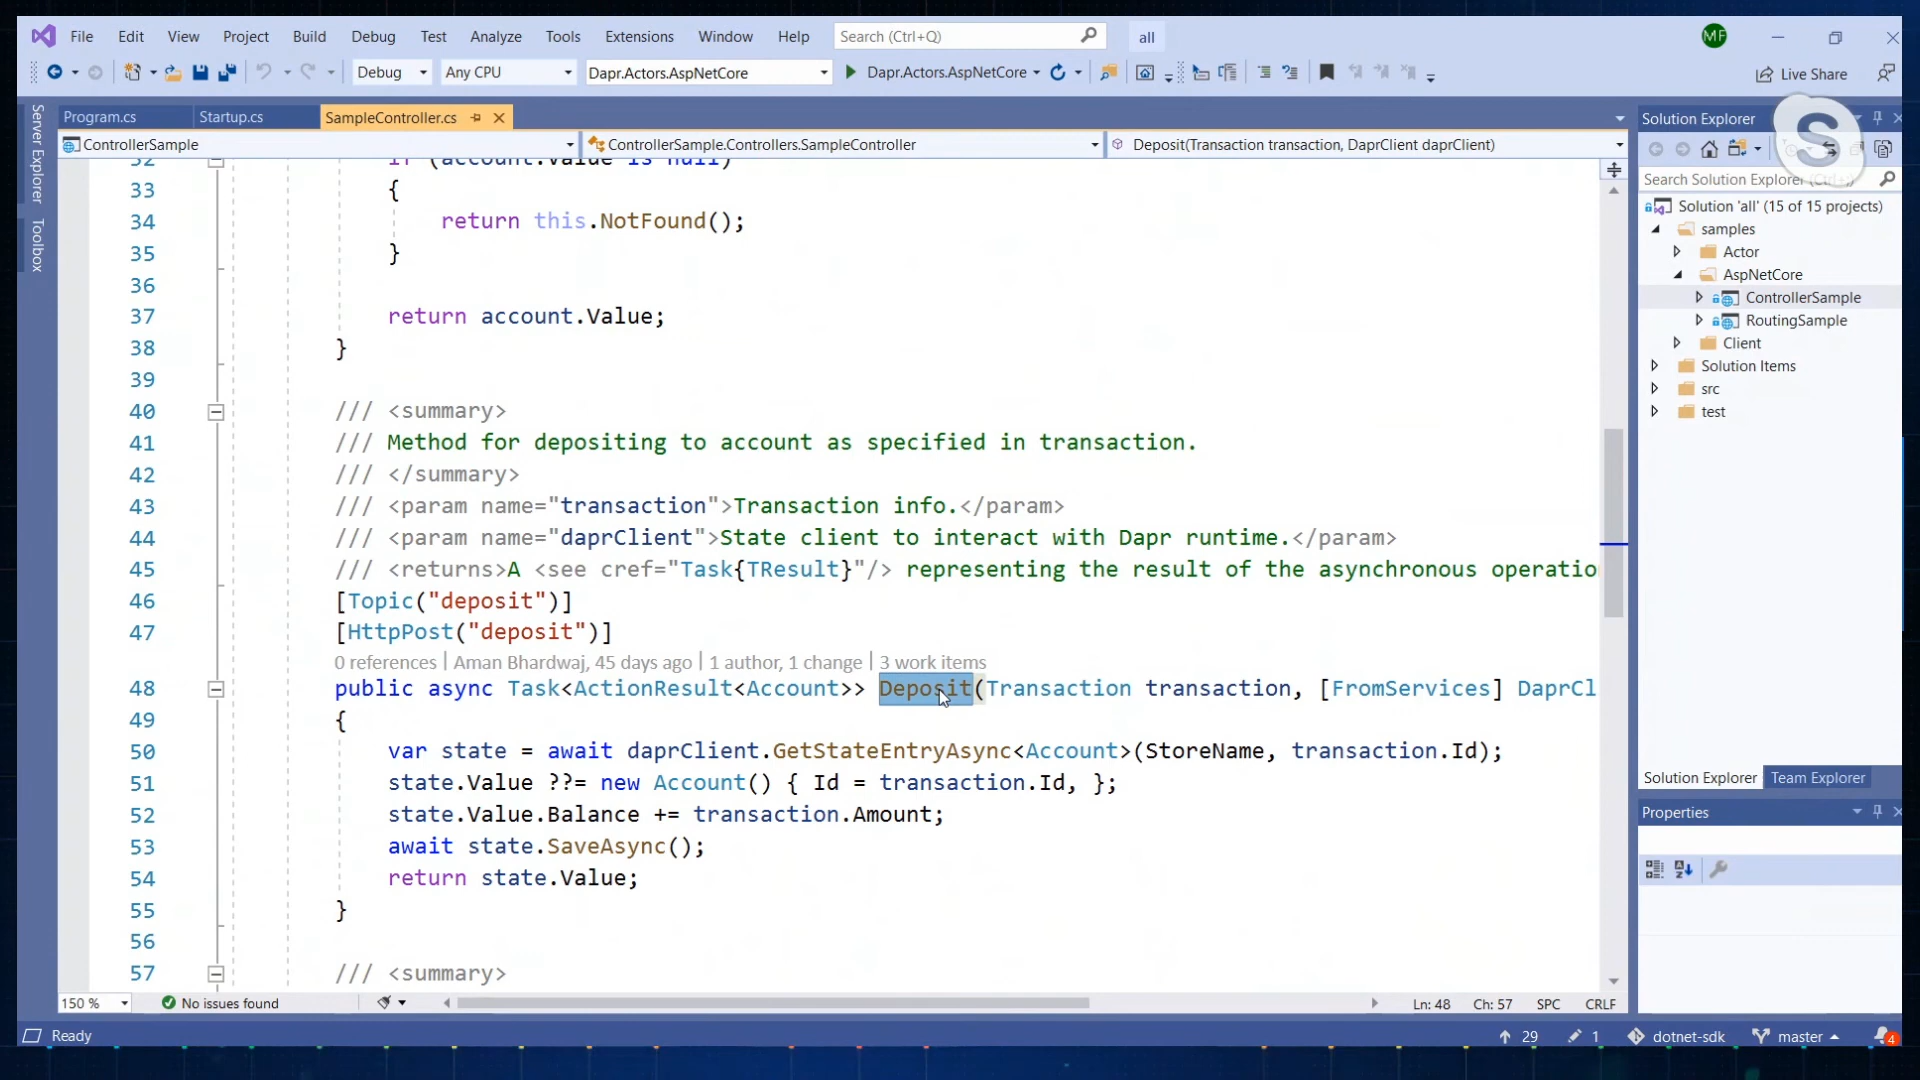 File Edit View Project Build Debug Test Analyze Tools Extensions Window Help Search (Ctrl+Q) all MF
Debug Any CPU Dapr.Actors.AspNetCore Dapr.Actors.AspNetCore Live Share
Server Explorer
Toolbox
Program.cs Startup.cs SampleController.cs
ControllerSample ControllerSample.Controllers.SampleController Deposit(Transaction transaction, DaprClient daprClient)
32 if (account.Value is null)
33 {
34 return this.NotFound();
35 }
36
37 return account.Value;
38 }
39
40 /// <summary>
41 /// Method for depositing to account as specified in transaction.
42 /// </summary>
43 /// <param name="transaction">Transaction info.</param>
44 /// <param name="daprClient">State client to interact with Dapr runtime.</param>
45 /// <returns>A <see cref="Task{TResult}"/> representing the result of the asynchronous operatio
46 [Topic("deposit")]
47 [HttpPost("deposit")]
0 references | Aman Bhardwaj, 45 days ago | 1 author, 1 change | 3 work items
48 public async Task<ActionResult<Account>> Deposit(Transaction transaction, [FromServices] DaprCl
49 {
50 var state = await daprClient.GetStateEntryAsync<Account>(StoreName, transaction.Id);
51 state.Value ??= new Account() { Id = transaction.Id, };
52 state.Value.Balance += transaction.Amount;
53 await state.SaveAsync();
54 return state.Value;
55 }
56
57 /// <summary>
150 % No issues found Ln: 48 Ch: 57 SPC CRLF
Solution Explorer
S
Search Solution Explorer (Ctrl+;)
Solution 'all' (15 of 15 projects)
samples
Actor
AspNetCore
ControllerSample
RoutingSample
Client
Solution Items
src
test
Solution Explorer Team Explorer
Properties
Ready 29 1 dotnet-sdk master 4